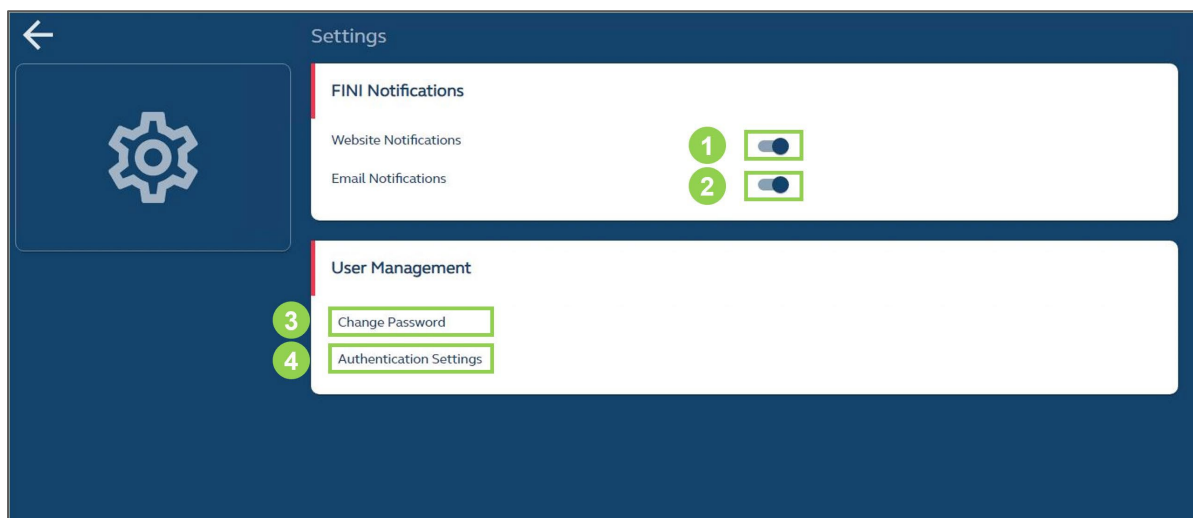 Settings
FINI Notifications
Website Notifications
1
Email Notifications
2
User Management
3
Change Password
4
Authentication Settings